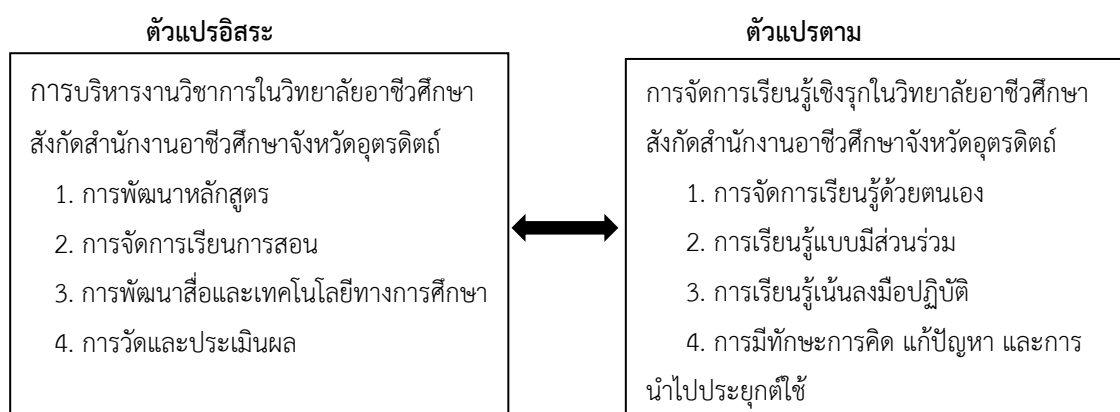 ตัวแปรอิสระ
การบริหารงานวิชาการในวิทยาลัยอาชีวศึกษา
สังกัดสำนักงานอาชีวศึกษาจังหวัดอุตรดิตถ์
1. การพัฒนาหลักสูตร
2. การจัดการเรียนการสอน
3. การพัฒนาสื่อและเทคโนโลยีทางการศึกษา
4. การวัดและประเมินผล
ตัวแปรตาม
การจัดการเรียนรู้เชิงรุกในวิทยาลัยอาชีวศึกษา
สังกัดสำนักงานอาชีวศึกษาจังหวัดอุตรดิตถ์
1. การจัดการเรียนรู้ด้วยตนเอง
2. การเรียนรู้แบบมีส่วนร่วม
3. การเรียนรู้เน้นลงมือปฏิบัติ
4. การมีทักษะการคิด แก้ปัญหา และการ
นำไปประยุกต์ใช้